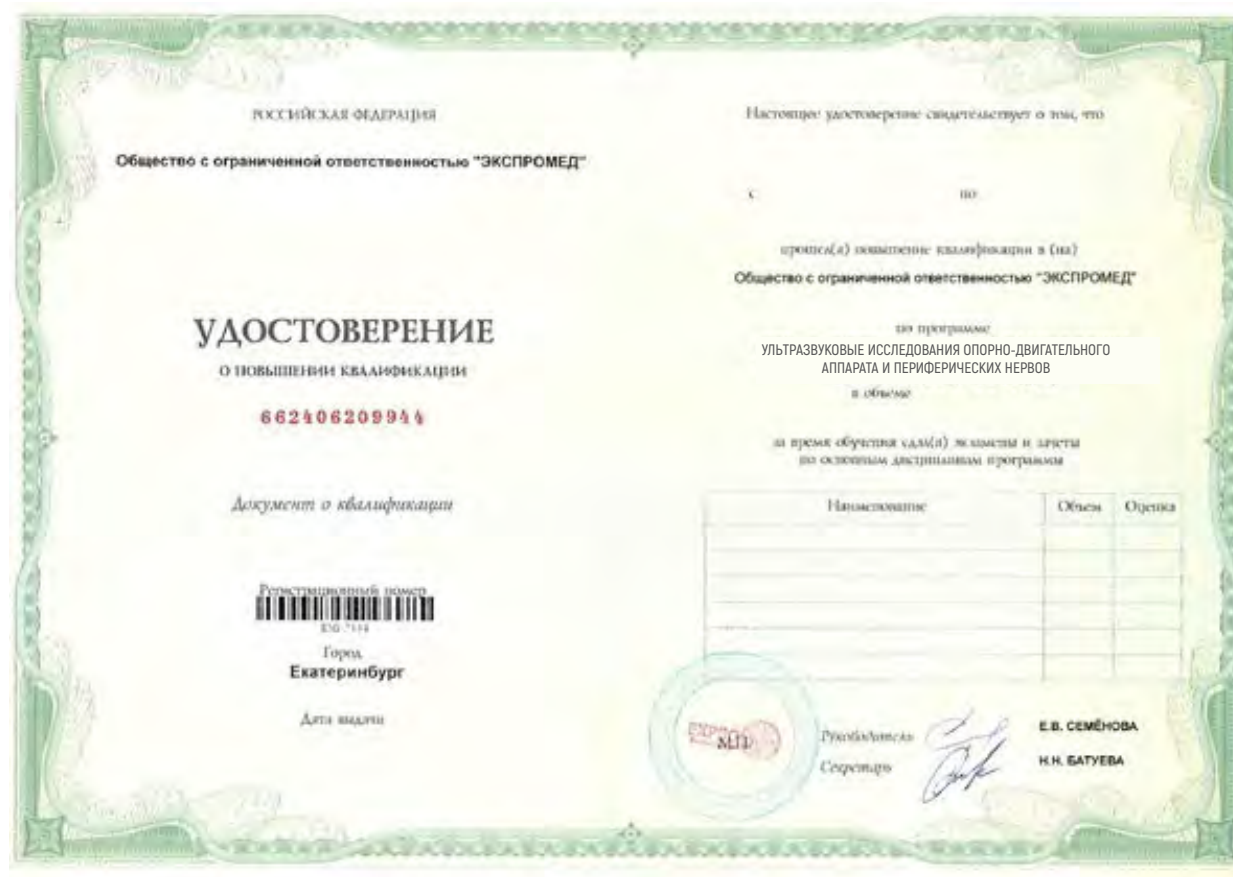 РОССИЙСКАЯ ФЕДЕРАЦИЯ
Общество с ограниченной ответственностью "ЭКСПРОМЕД"
УДОСТОВЕРЕНИЕ
О ПОВЫШЕНИИ КВАЛИФИКАЦИИ
662406209944
Документ о квалификации
Регистрационный номер
Город
Екатеринбург
Дата выдачи
Настоящее удостоверение свидетельствует о том, что
с по
прошел(а) повышение квалификации в (на)
Общество с ограниченной ответственностью "ЭКСПРОМЕД"
по программе
УЛЬТРАЗВУКОВЫЕ ИССЛЕДОВАНИЯ ОПОРНО-ДВИГАТЕЛЬНОГО
АППАРАТА И ПЕРИФЕРИЧЕСКИХ НЕРВОВ
в объеме
за время обучения сдал(а) экзамены и зачеты
по основным дисциплинам программы
Наименование Объем Оценка
М.П.
Руководитель Е.В. СЕМЁНОВА
Секретарь Н.Н. БАТУЕВА